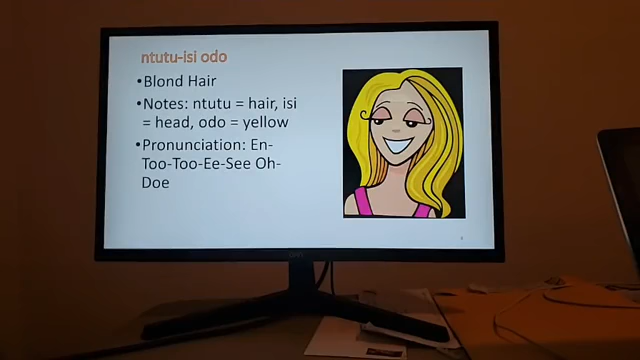 ntutu-isi odo
•Blond Hair
•Notes: ntutu = hair, isi
= head, odo = yellow
•Pronunciation: En-
Too-Too-Ee-See Oh-
Doe